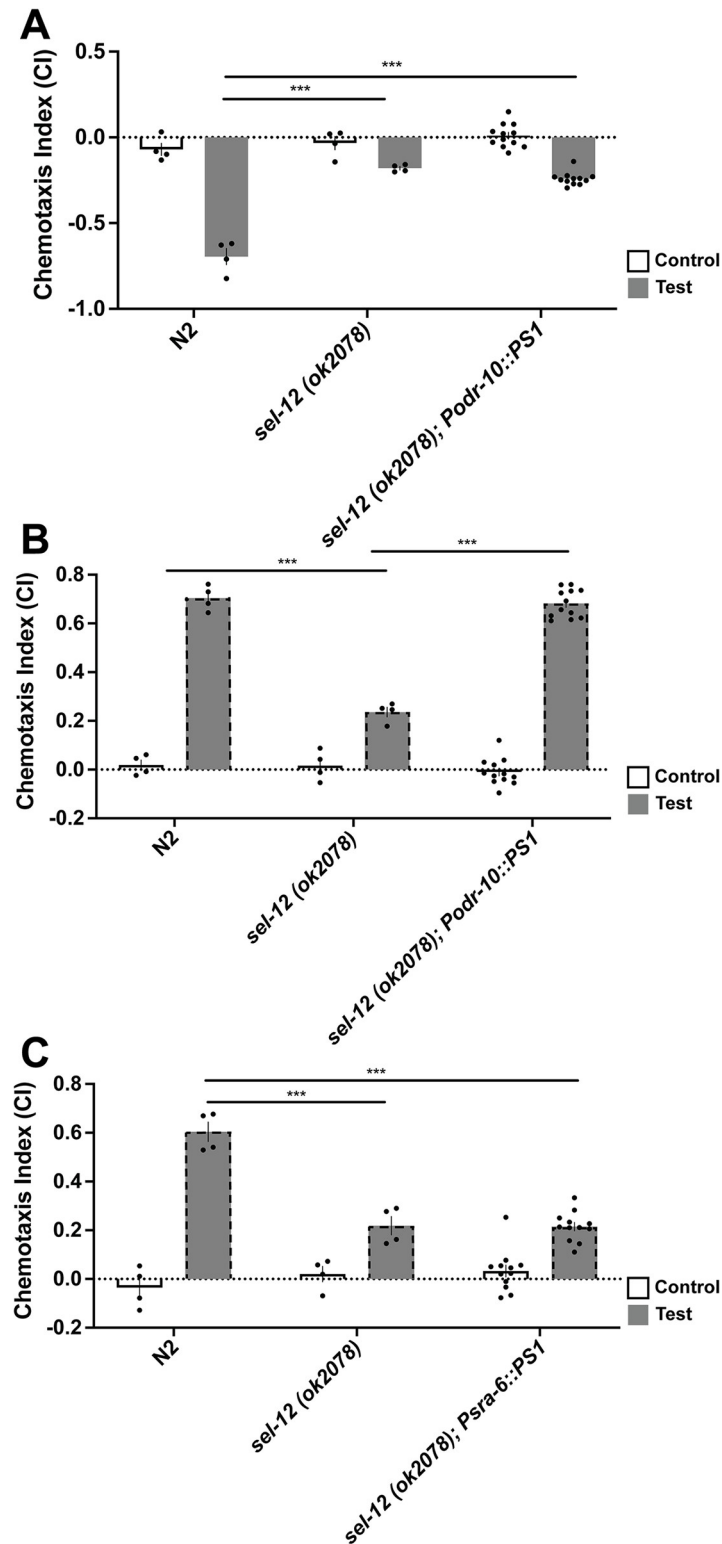 A
Chemotaxis Index (CI)
0.5
0.0
-0.5
-1.0
***
***
Control
Test
N2
sel-12 (ok2078)
sel-12 (ok2078); Podr-10::PS1
B
Chemotaxis Index (CI)
0.8
0.6
0.4
0.2
0.0
-0.2
***
***
Control
Test
N2
sel-12 (ok2078)
sel-12 (ok2078); Podr-10::PS1
C
Chemotaxis Index (CI)
0.8
0.6
0.4
0.2
0.0
-0.2
***
***
Control
Test
N2
sel-12 (ok2078)
sel-12 (ok2078); Psra-6::PS1